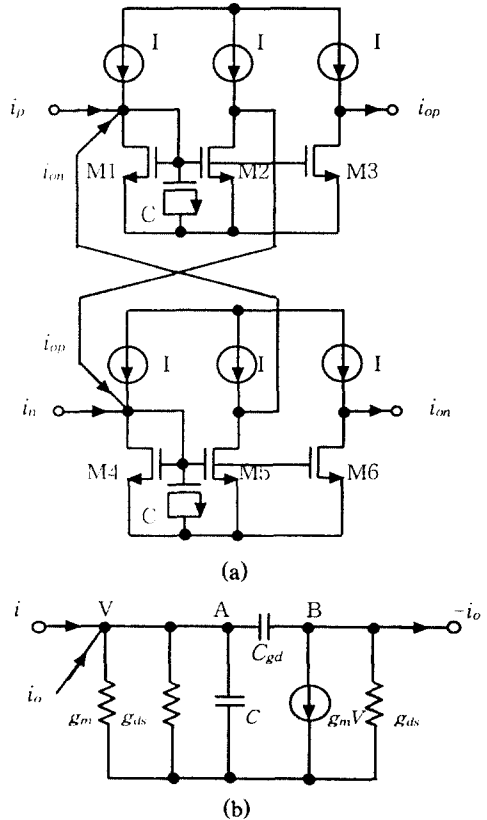 I I I
i_p i_op
i_on M1 M2 M3
C
i_op I I I
i_n i_on
M4 M5 M6
C
(a)
i V A B -i_o
C_gd
i_o g_m g_ds C g_mV g_ds
(b)